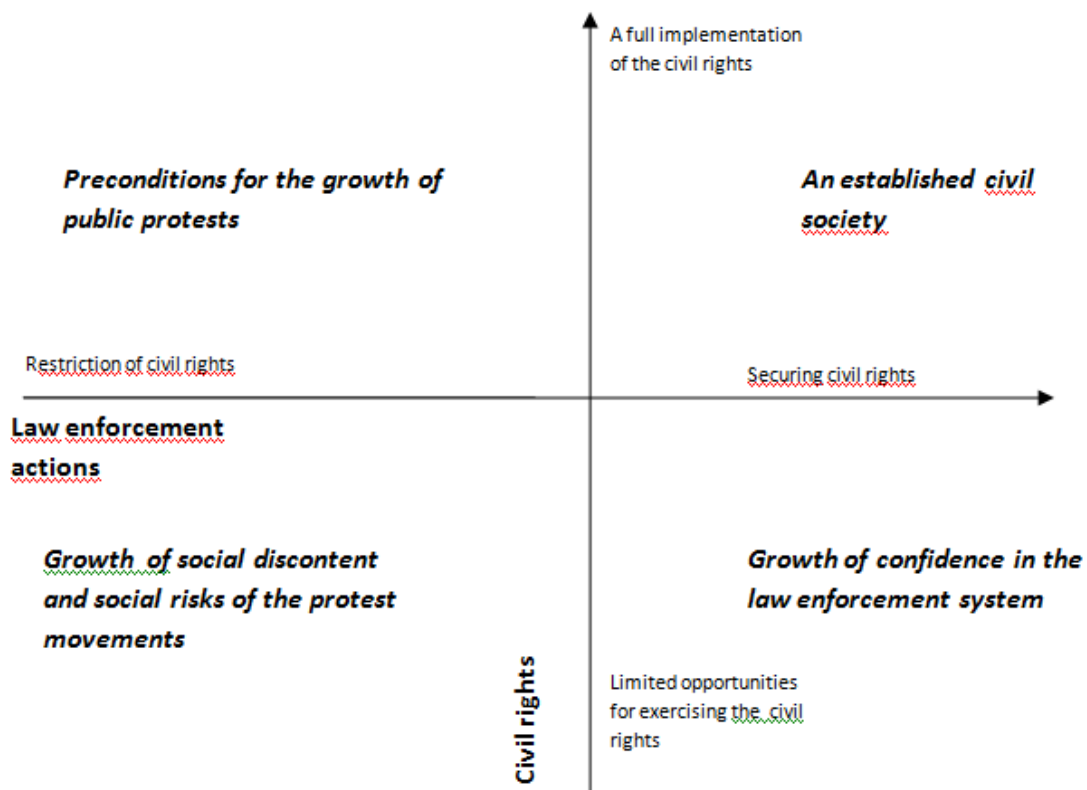 A full implementation
of the civil rights
Preconditions for the growth of
public protests
An established civil
society
Restriction of civil rights
Securing civil rights
Law enforcement
actions
Growth of social discontent
and social risks of the protest
movements
Growth of confidence in the
law enforcement system
Civil rights
Limited opportunities
for exercising the civil
rights